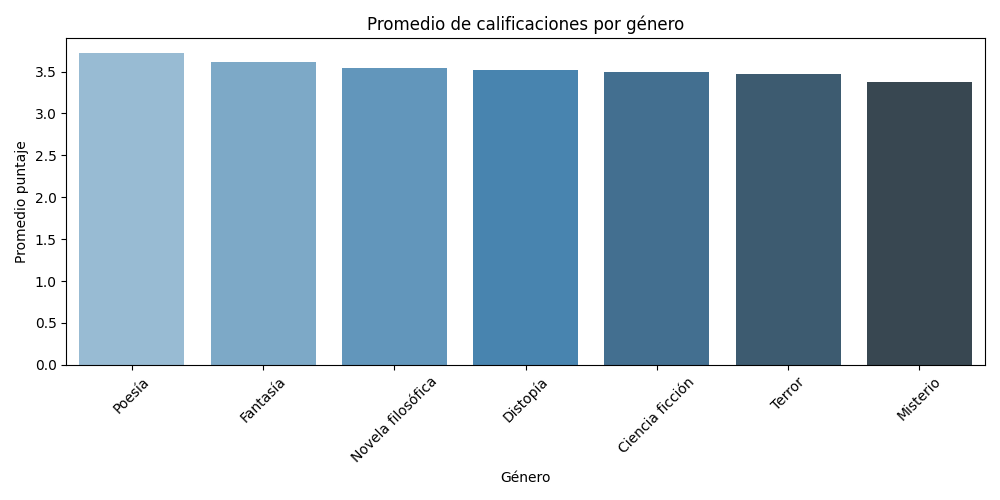 Promedio de calificaciones por género
Promedio puntaje
3.5
3.0
2.5
2.0
1.5
1.0
0.5
0.0
Poesía
Fantasía
Novela filosófica
Distopía
Ciencia ficción
Terror
Misterio
Género